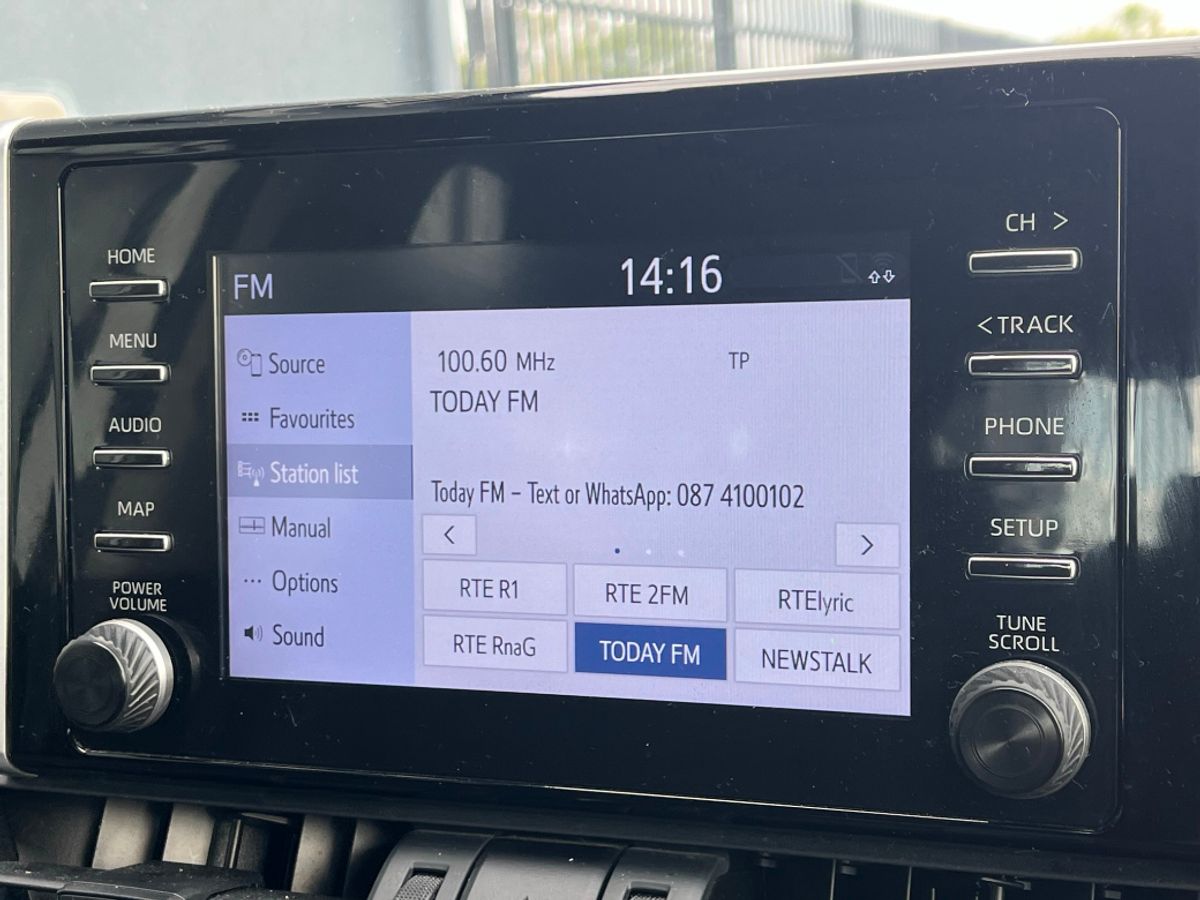 HOME
MENU
AUDIO
MAP
POWER
VOLUME
FM
14:16
Source
Favourites
Station list
Manual
Options
Sound
100.60 MHz
TP
TODAY FM
Today FM – Text or WhatsApp: 087 4100102
<
>
RTE R1
RTE 2FM
RTElyric
RTE RnaG
TODAY FM
NEWSTALK
CH >
< TRACK
PHONE
SETUP
TUNE
SCROLL